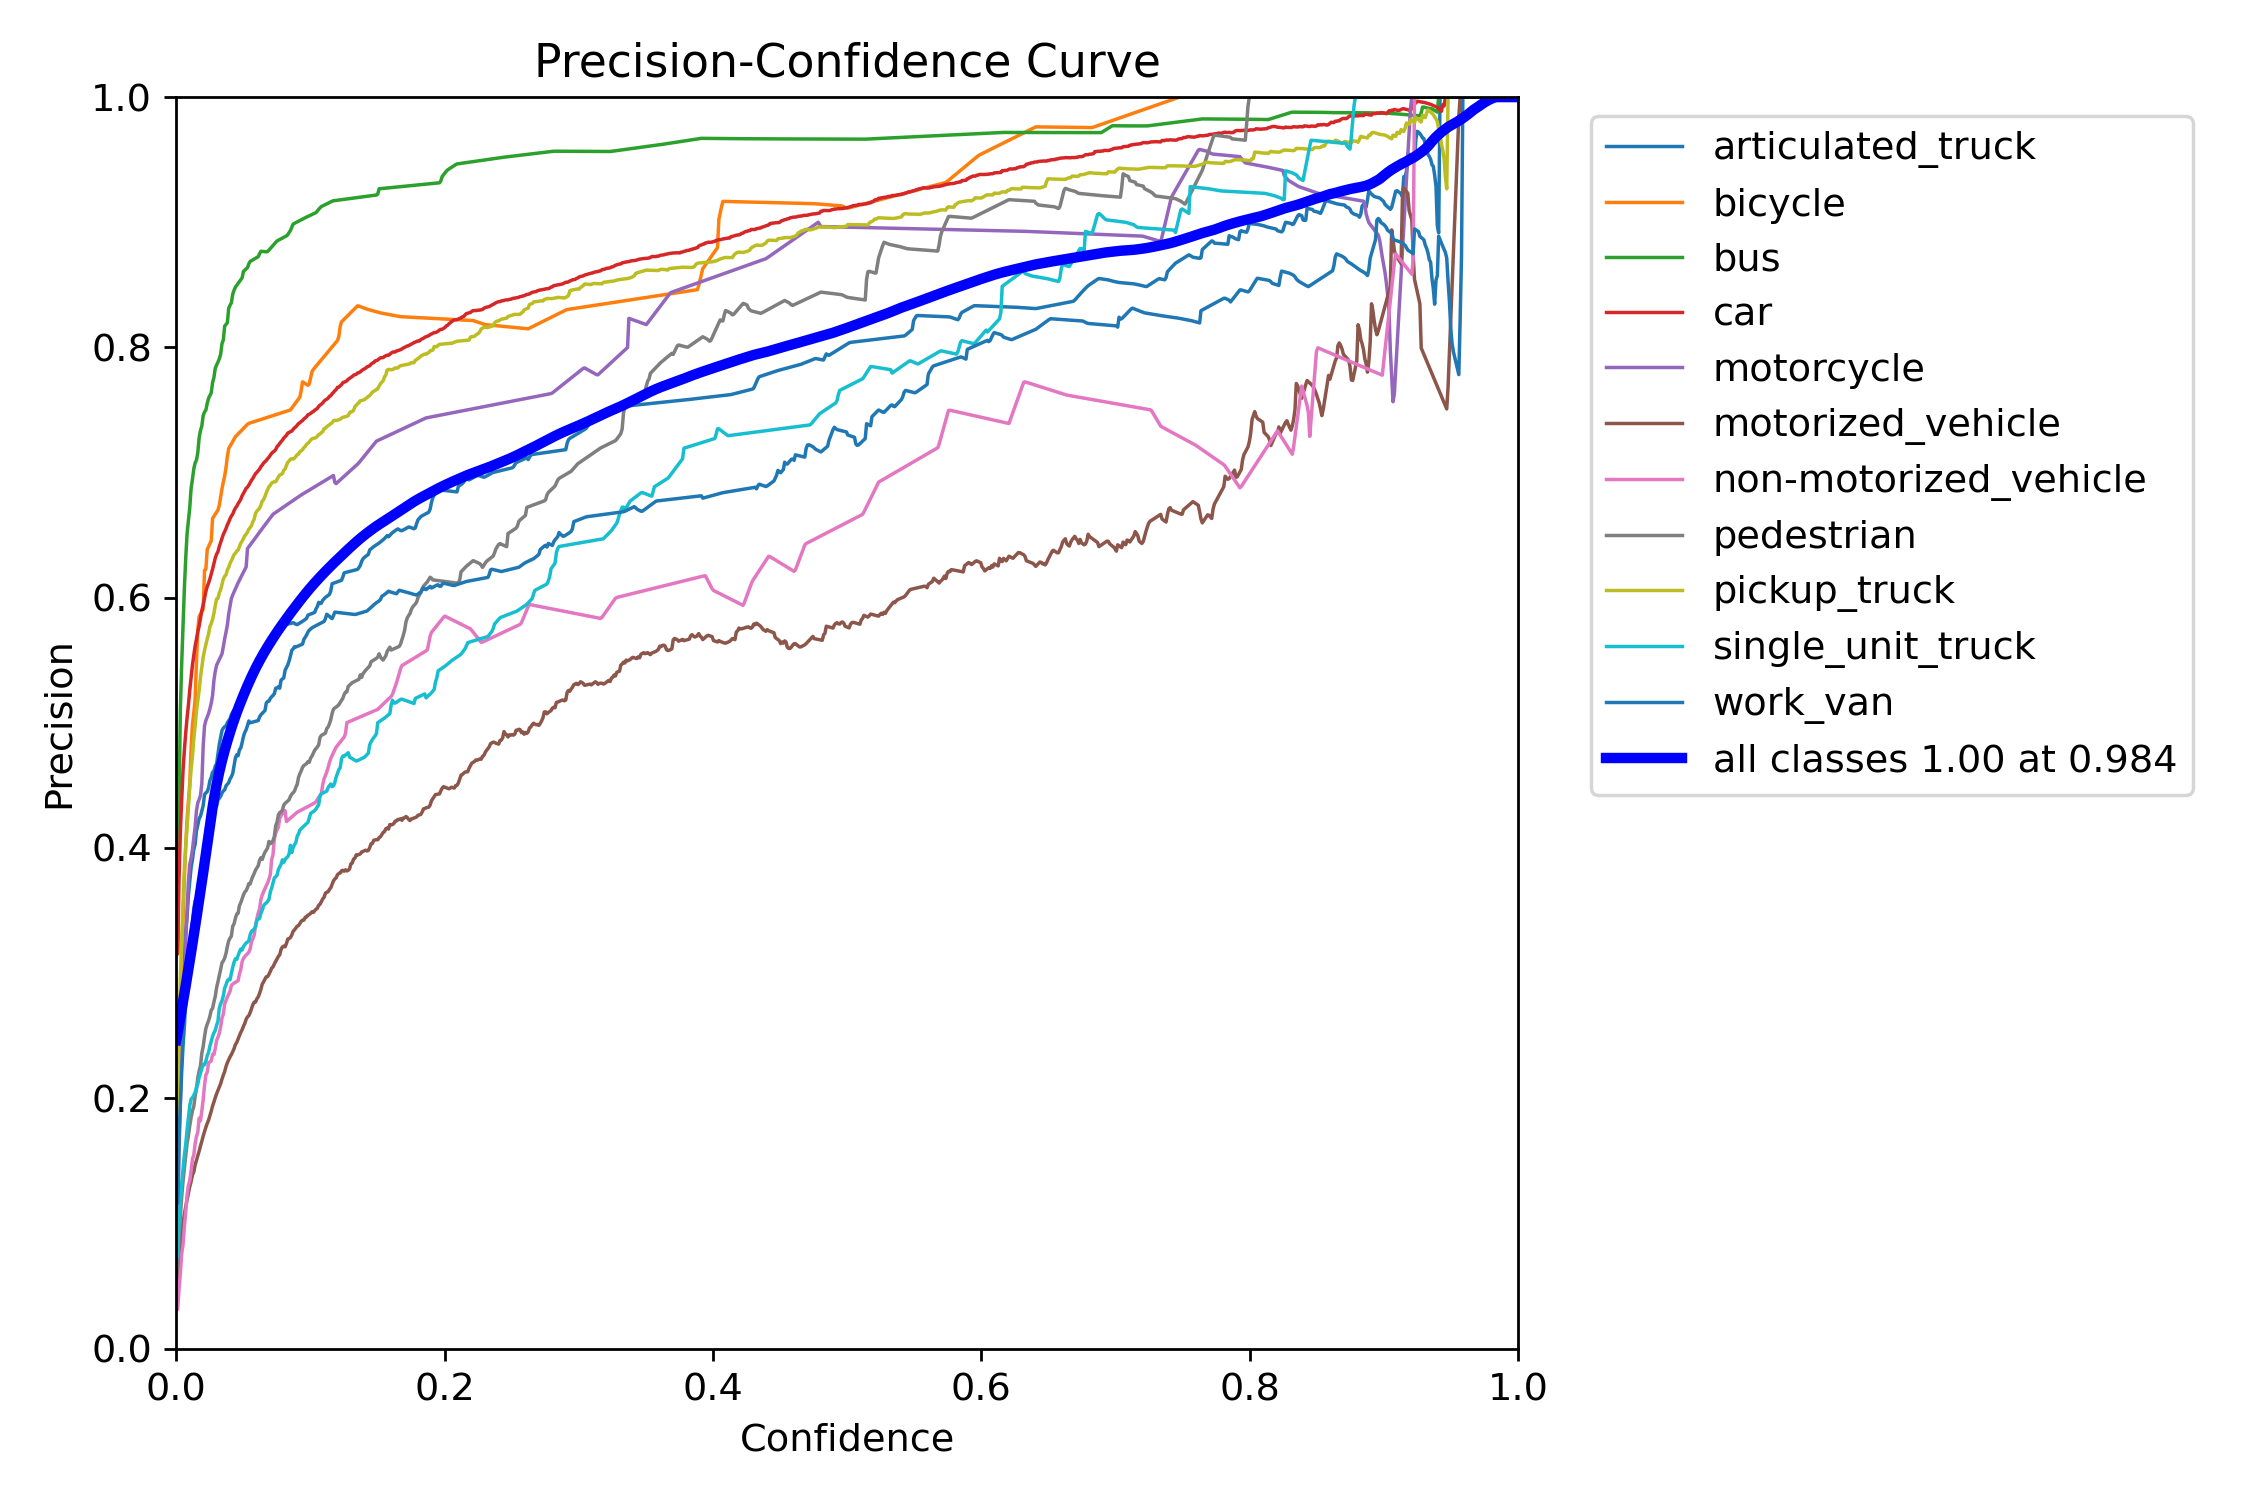 Precision-Confidence Curve
1.0
0.8
0.6
0.4
0.2
0.0
Precision
0.0 0.2 0.4 0.6 0.8 1.0
Confidence
articulated_truck
bicycle
bus
car
motorcycle
motorized_vehicle
non-motorized_vehicle
pedestrian
pickup_truck
single_unit_truck
work_van
all classes 1.00 at 0.984